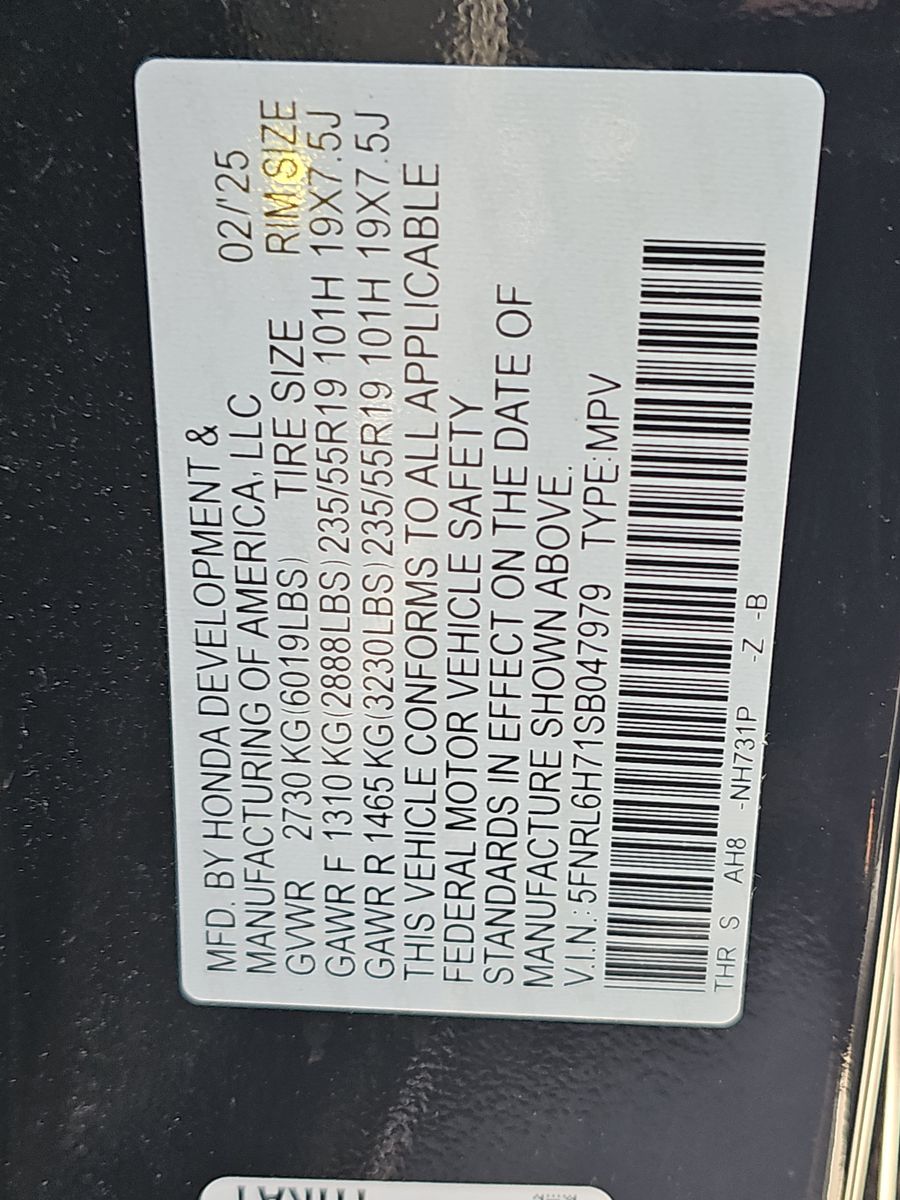 MFD. BY HONDA DEVELOPMENT &
MANUFACTURING OF AMERICA, LLC 02/'25
GVWR 2730 KG(6019LBS) TIRE SIZE RIM SIZE
GAWR F 1310 KG(2888LBS)235/55R19 101H 19X7.5J
GAWR R 1465 KG(3230LBS)235/55R19 101H 19X7.5J
THIS VEHICLE CONFORMS TO ALL APPLICABLE
FEDERAL MOTOR VEHICLE SAFETY
STANDARDS IN EFFECT ON THE DATE OF
MANUFACTURE SHOWN ABOVE.
V.I.N.: 5FNRL6H71SB047979 TYPE:MPV
THR S AH8 -NH731P -Z -B